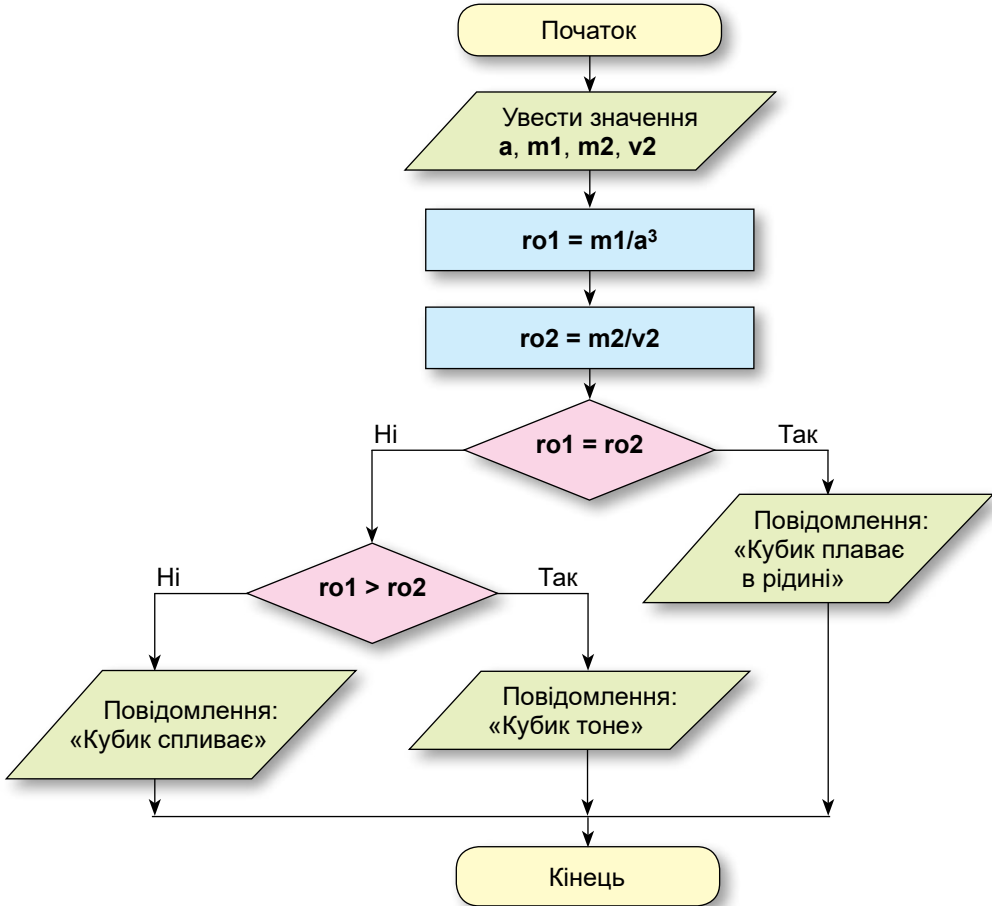 Початок
Увести значення
a, m1, m2, v2
ro1 = m1/a³
ro2 = m2/v2
Ні
ro1 = ro2
Так
Повідомлення:
«Кубик плаває
в рідині»
Ні
ro1 > ro2
Так
Повідомлення:
«Кубик спливає»
Повідомлення:
«Кубик тоне»
Кінець